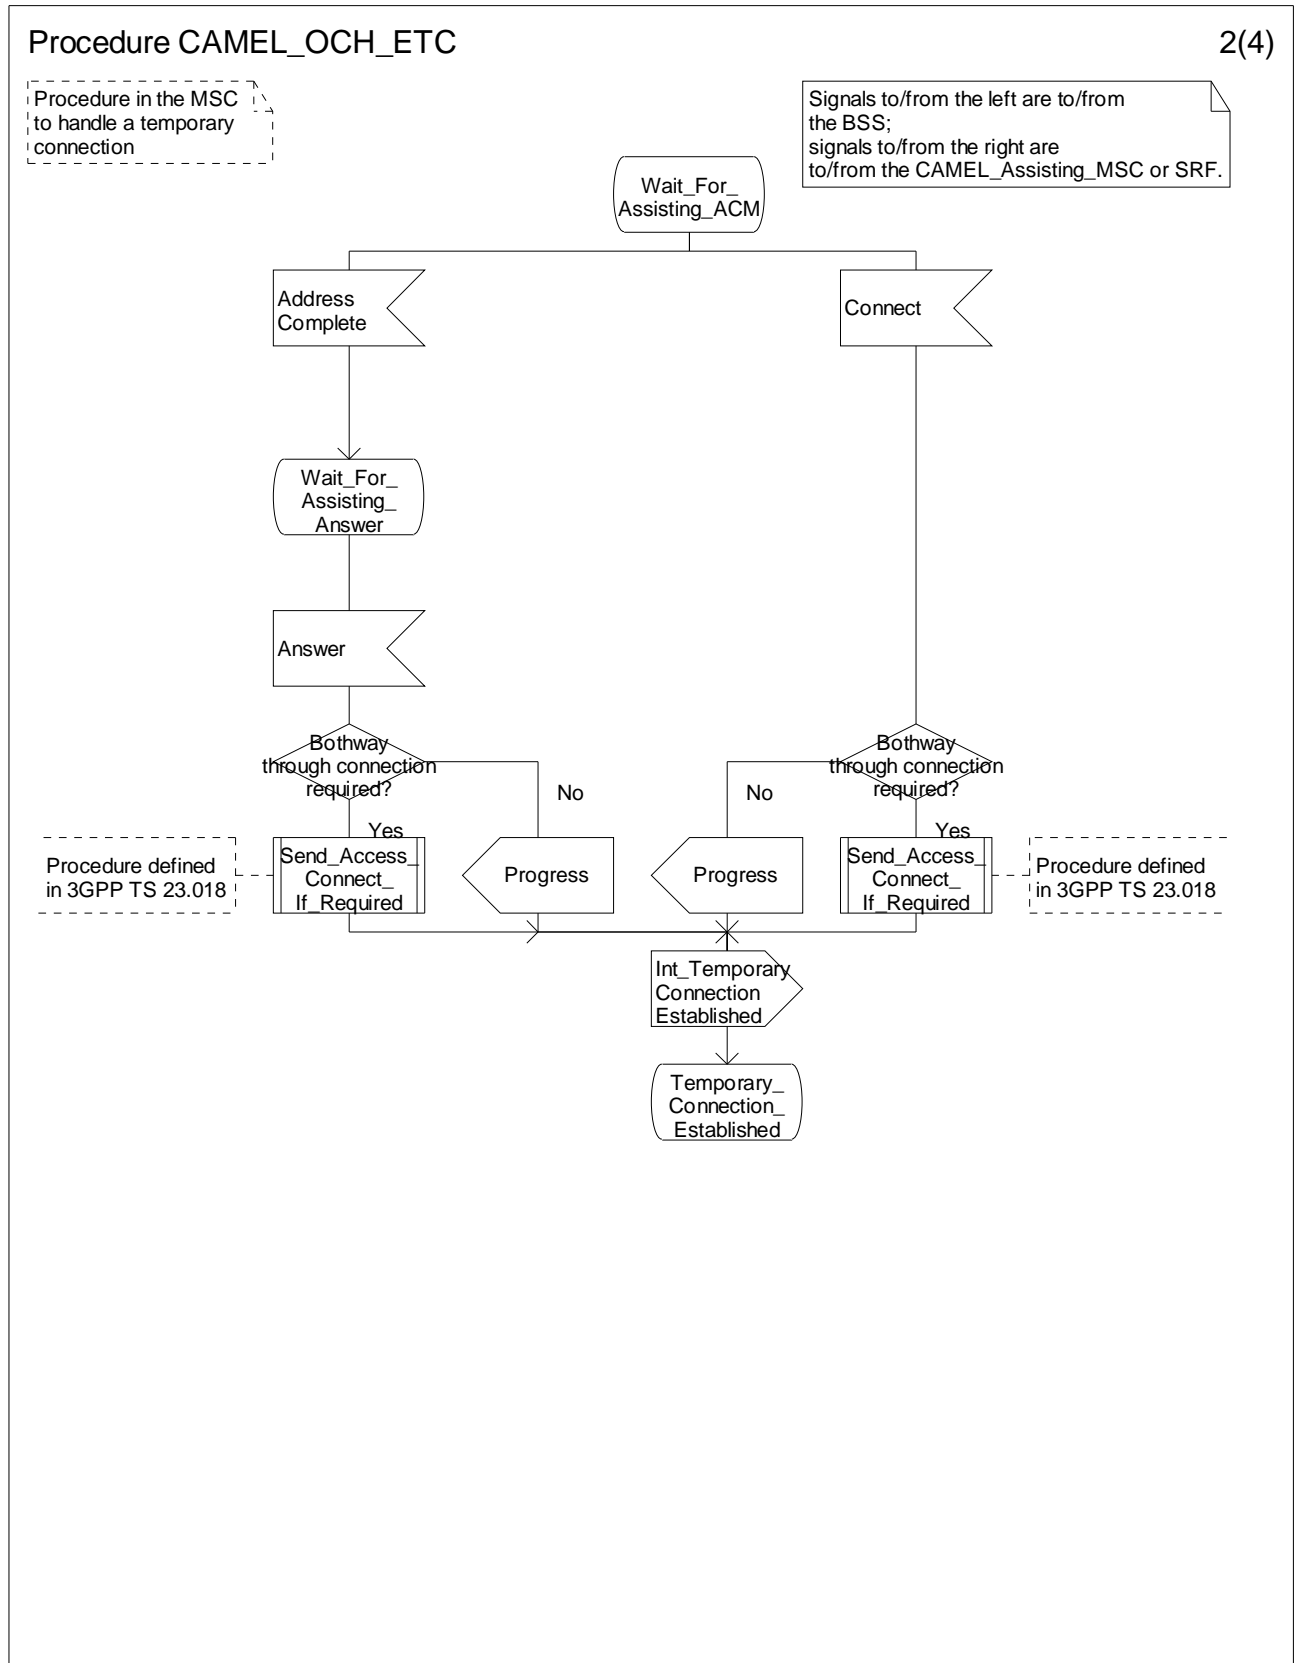 Procedure CAMEL_OCH_ETC
2(4)
Procedure in the MSC
to handle a temporary
connection
Signals to/from the left are to/from
the BSS;
signals to/from the right are
to/from the CAMEL_Assisting_MSC or SRF.
Wait_For_
Assisting_ACM
Address
Complete
Connect
Wait_For_
Assisting_
Answer
Answer
Bothway
through connection
required?
No
No
Bothway
through connection
required?
Yes
Yes
Procedure defined
in 3GPP TS 23.018
Send_Access_
Connect_
If_Required
Progress
Progress
Send_Access_
Connect_
If_Required
Procedure defined
in 3GPP TS 23.018
Int_Temporary
Connection
Established
Temporary_
Connection_
Established